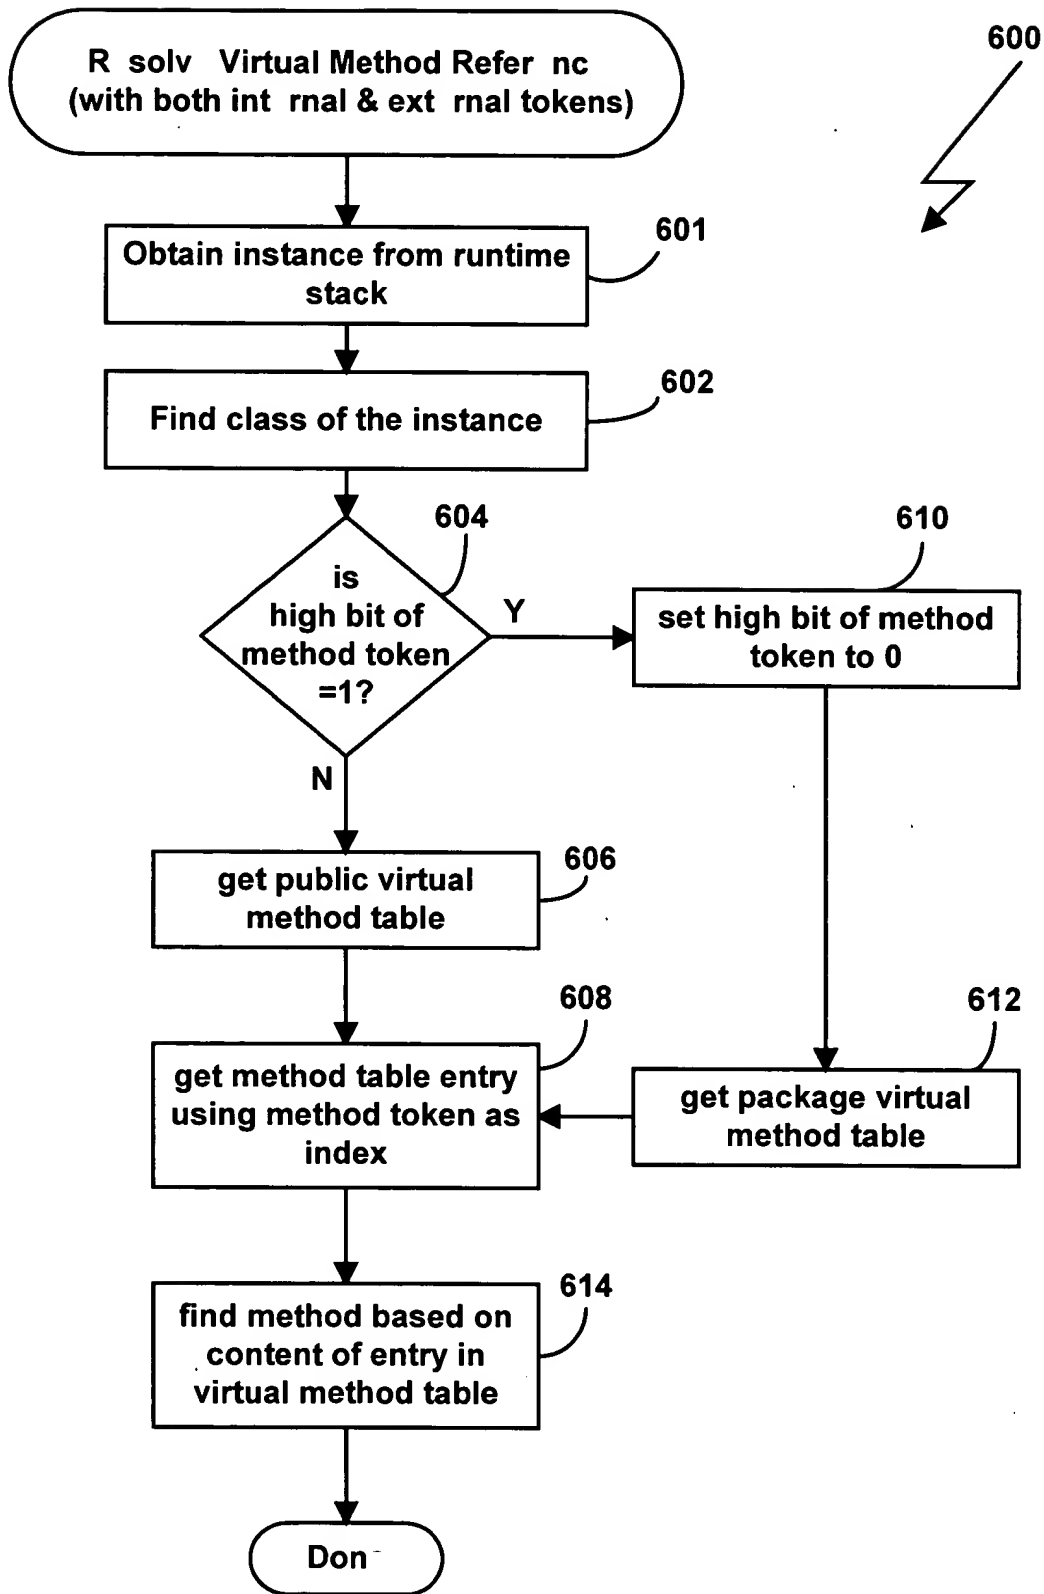 R solv Virtual Method Refer nc
(with both int rnal & ext rnal tokens)
600
Obtain instance from runtime
stack
601
Find class of the instance
602
is
high bit of
method token
=1?
604
Y
N
set high bit of method
token to 0
610
get public virtual
method table
606
get method table entry
using method token as
index
608
get package virtual
method table
612
find method based on
content of entry in
virtual method table
614
Don